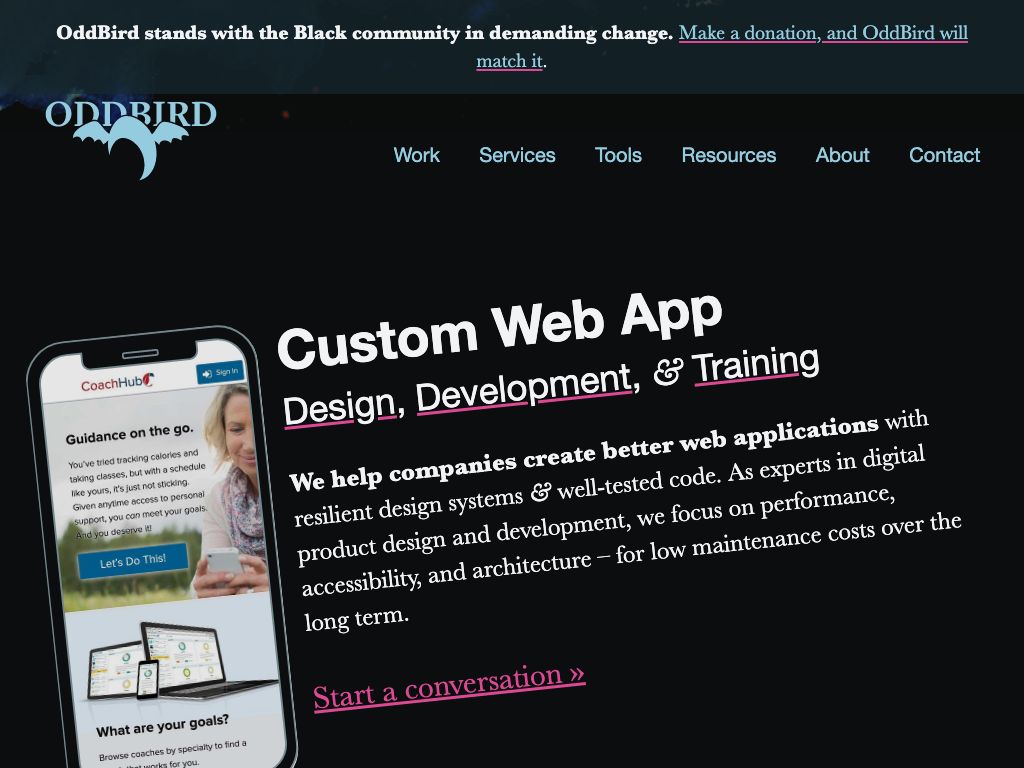 OddBird stands with the Black community in demanding change. Make a donation, and OddBird will
match it.
ODDBIRD
Work
Services
Tools
Resources
About
Contact
Custom Web App
Design, Development, & Training
We help companies create better web applications with
resilient design systems & well-tested code. As experts in digital
product design and development, we focus on performance,
accessibility, and architecture – for low maintenance costs over the
long term.
Start a conversation »
CoachHub
Sign In
Guidance on the go.
You've tried tracking calories and
taking classes, but with a schedule
like yours, it's just not sticking.
Given anytime access to personal
support, you can meet your goals.
And you deserve it!
Let's Do This!
What are your goals?
Browse coaches by specialty to find a
that works for you.